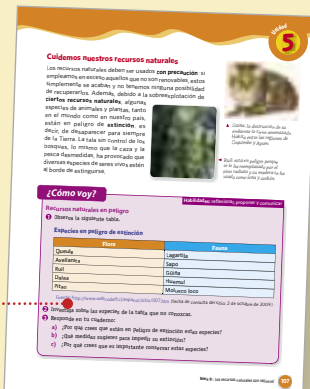 Unidad
5
Cuidemos nuestros recursos naturales
Los recursos naturales deben ser usados con precaución: si
empleamos en exceso aquellos que no son renovables, estos
simplemente se acaban y no tenemos ninguna posibilidad
de recuperarlos. Además, debido a la sobreexplotación de
ciertos recursos naturales, algunas
especies de animales y plantas, tanto
en el mundo como en nuestro país,
están en peligro de extinción, es
decir, de desaparecer para siempre
de la Tierra. La tala sin control de los
bosques, lo mismo que la caza y la
pesca desmedidas, ha provocado que
diversas especies de seres vivos estén
al borde de extinguirse.
¿Cómo voy?
Habilidades: reflexionar, proponer y comunicar
Recursos naturales en peligro
1 Observa la siguiente tabla.
Especies en peligro de extinción
Flora Fauna
Queule Lagartija
Avellanita Sapo
Ruil Güiña
Dalea Huemul
Pitao Molusco loco
2 Investiga sobre las especies de la tabla que no conozcas.
3 Responde en tu cuaderno:
a) ¿Por qué crees que están en peligro de extinción estas especies?
b) ¿Qué medidas sugieres para impedir su extinción?
c) ¿Por qué crees que es importante conservar estas especies?
107